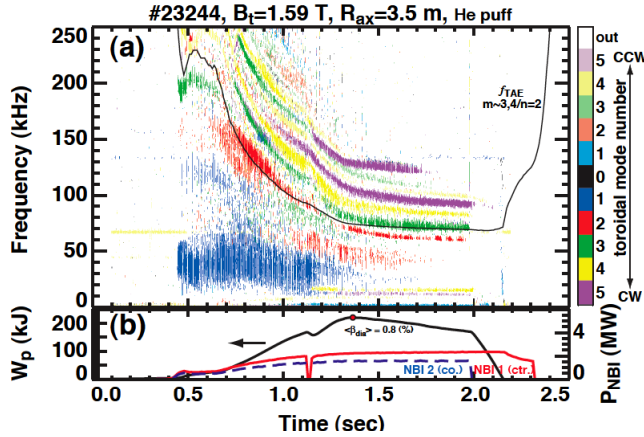 #23244, Bt=1.59 T, Rax=3.5 m, He puff
(a)
250
200
150
100
50
0
Frequency (kHz)
fTAE
m~3,4/n=2
out
5
4
3
2
1
0
1
2
3
4
5
CCW
CW
toroidal mode number
(b)
200
100
0
Wp (kJ)
<βdia> = 0.8 (%)
NBI 2 (co.)
NBI 1 (ctr.)
4
2
0
PNBI (MW)
0.0
0.5
1.0
1.5
2.0
2.5
Time (sec)